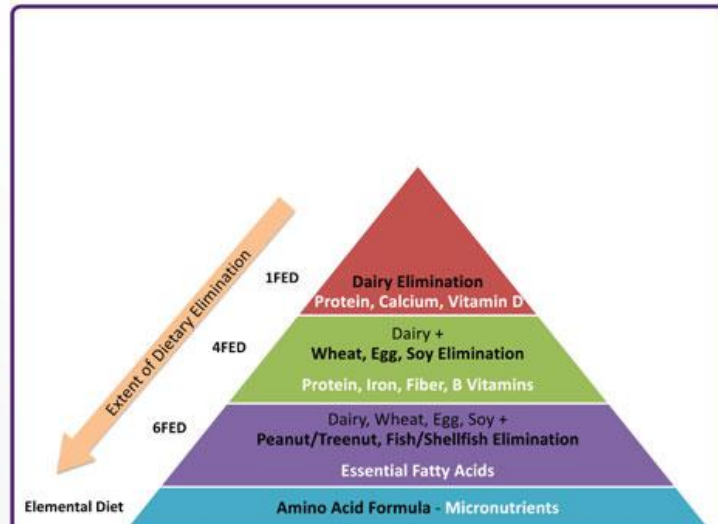 Extent of Dietary Elimination
1FED
Dairy Elimination
Protein, Calcium, Vitamin D
4FED
Dairy +
Wheat, Egg, Soy Elimination
Protein, Iron, Fiber, B Vitamins
6FED
Dairy, Wheat, Egg, Soy +
Peanut/Treenut, Fish/Shellfish Elimination
Essential Fatty Acids
Elemental Diet
Amino Acid Formula - Micronutrients